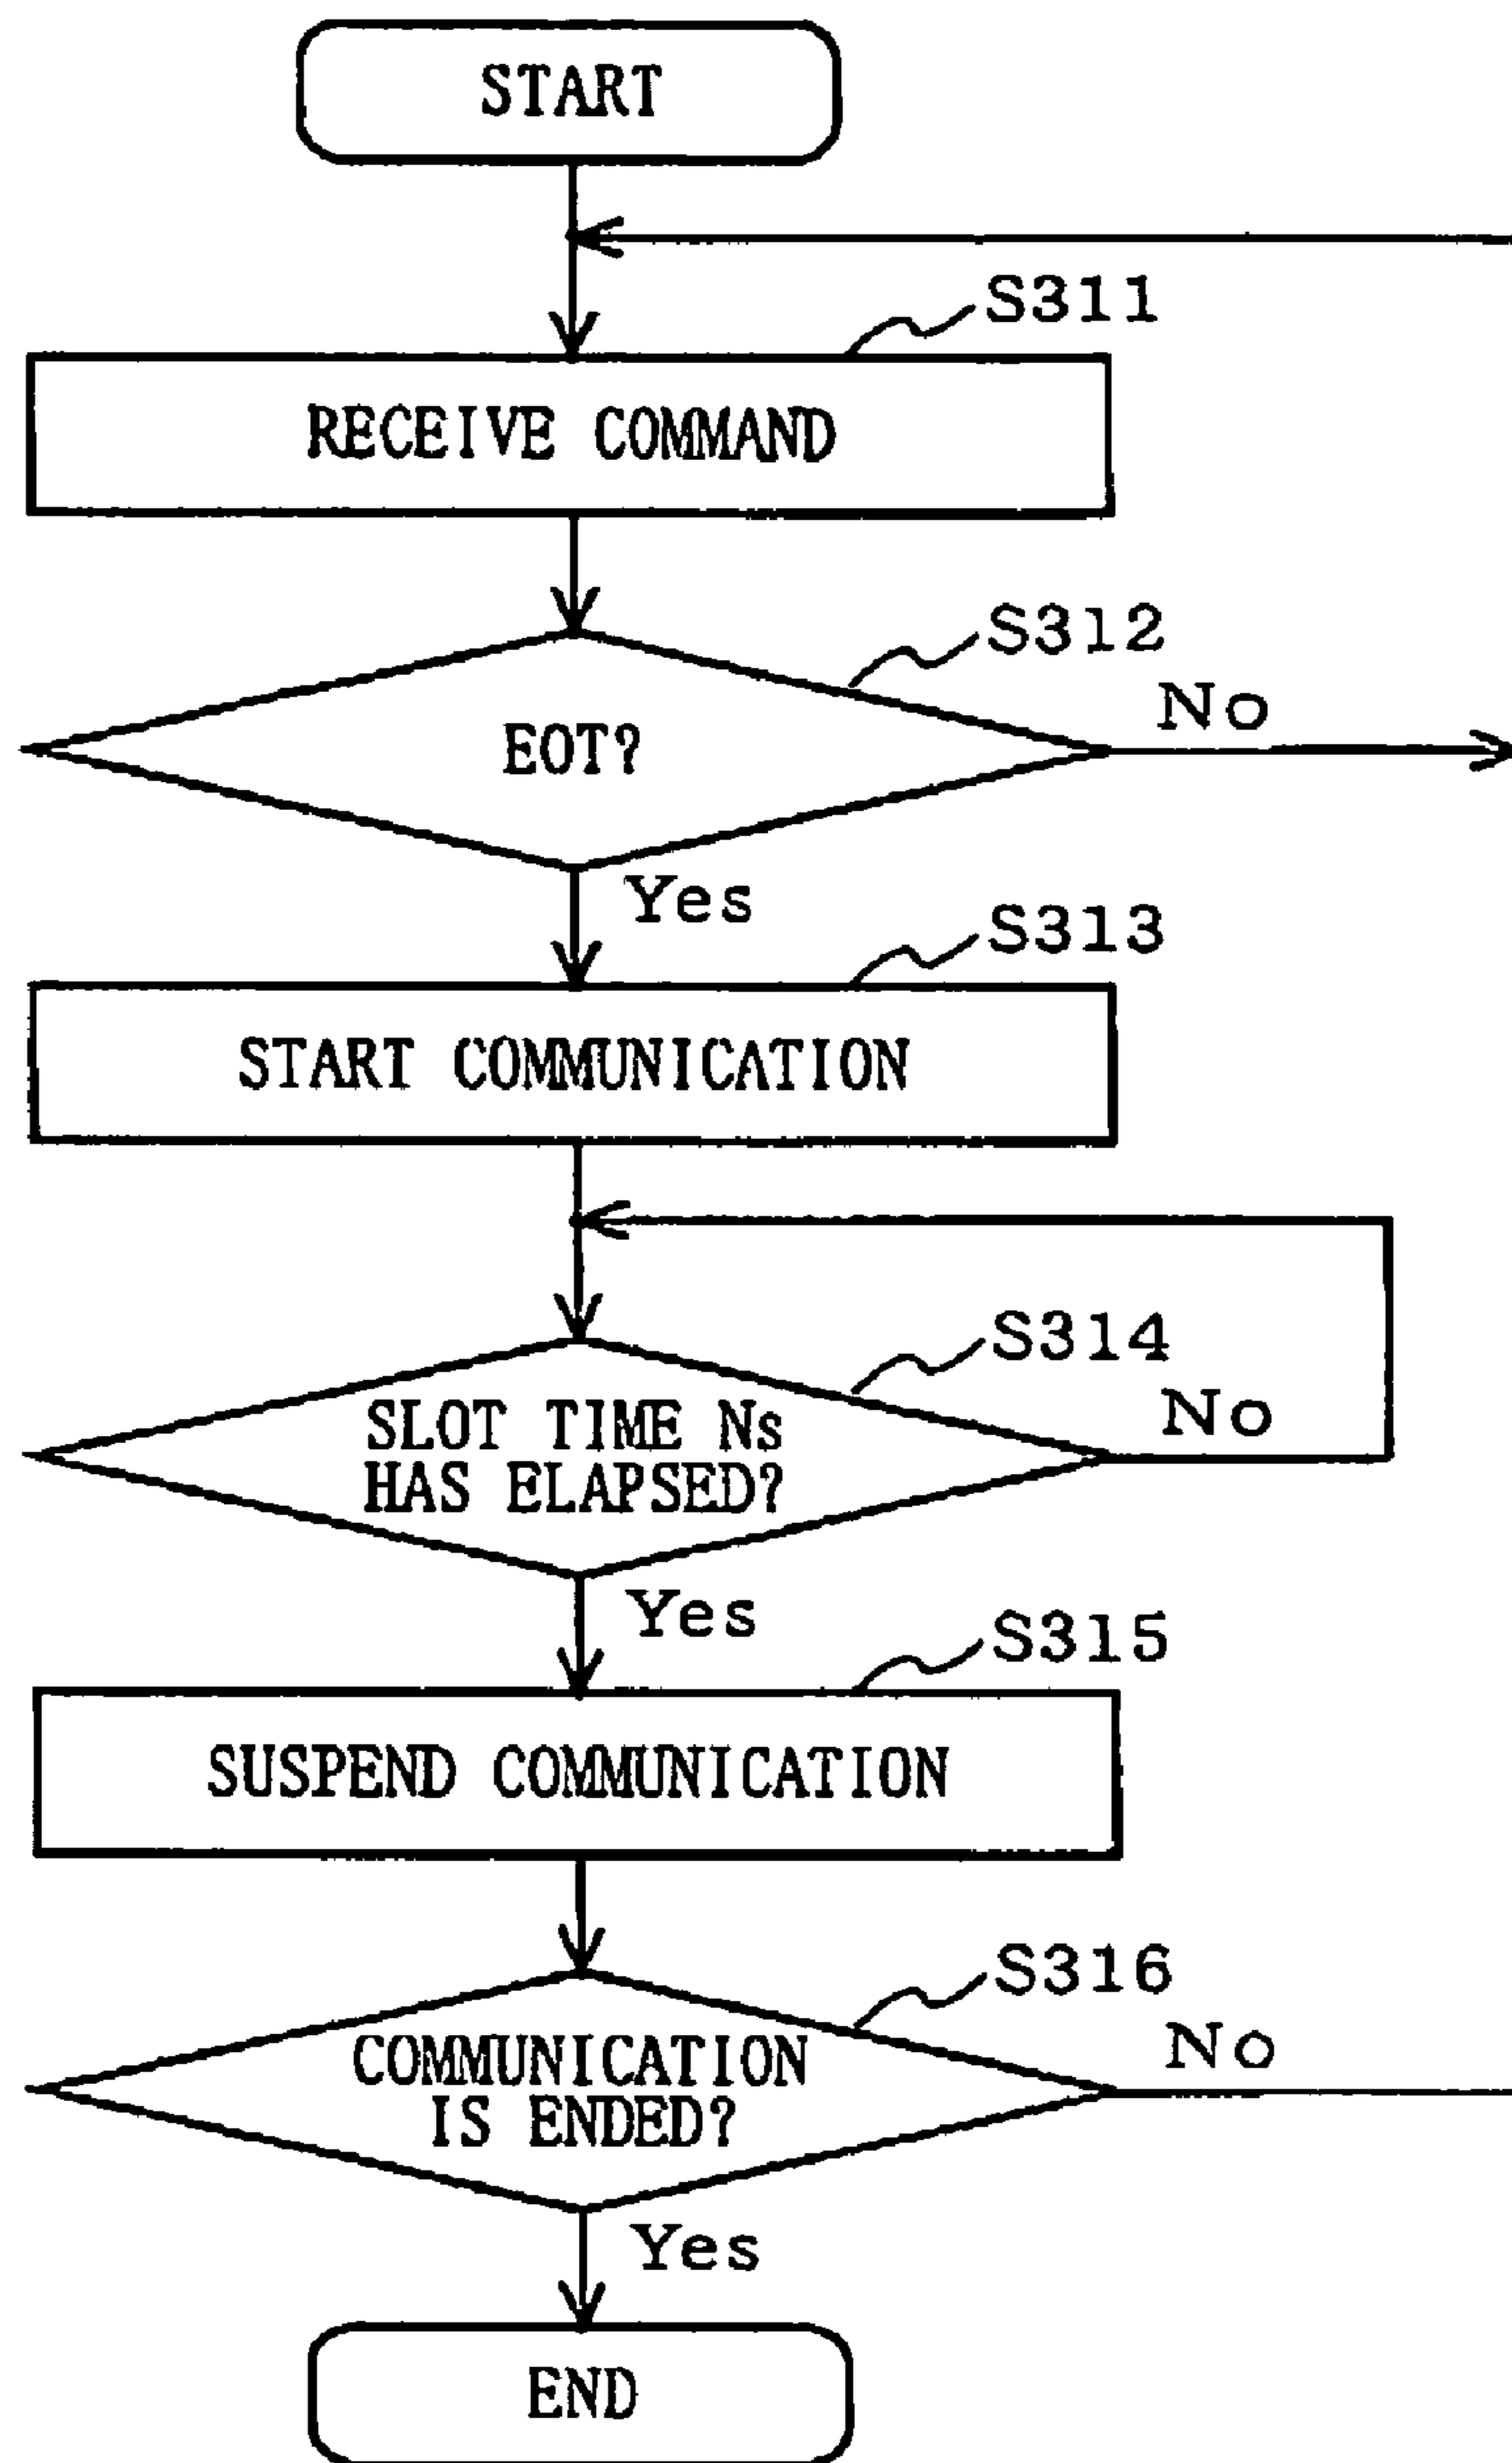 START
S311
RECEIVE COMMAND
S312
No
EOT?
Yes
S313
START COMMUNICATION
S314
No
SLOT TIME Ns
HAS ELAPSED?
Yes
S315
SUSPEND COMMUNICATION
S316
No
COMMUNICATION
IS ENDED?
Yes
END